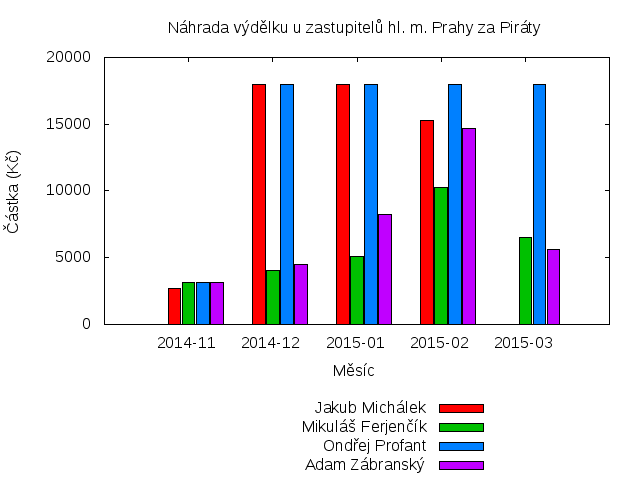 Náhrada výdělku u zastupitelů hl. m. Prahy za Piráty
20000
15000
10000
5000
0
Částka (Kč)
2014-11 2014-12 2015-01 2015-02 2015-03
Měsíc
Jakub Michálek
Mikuláš Ferjenčík
Ondřej Profant
Adam Zábranský